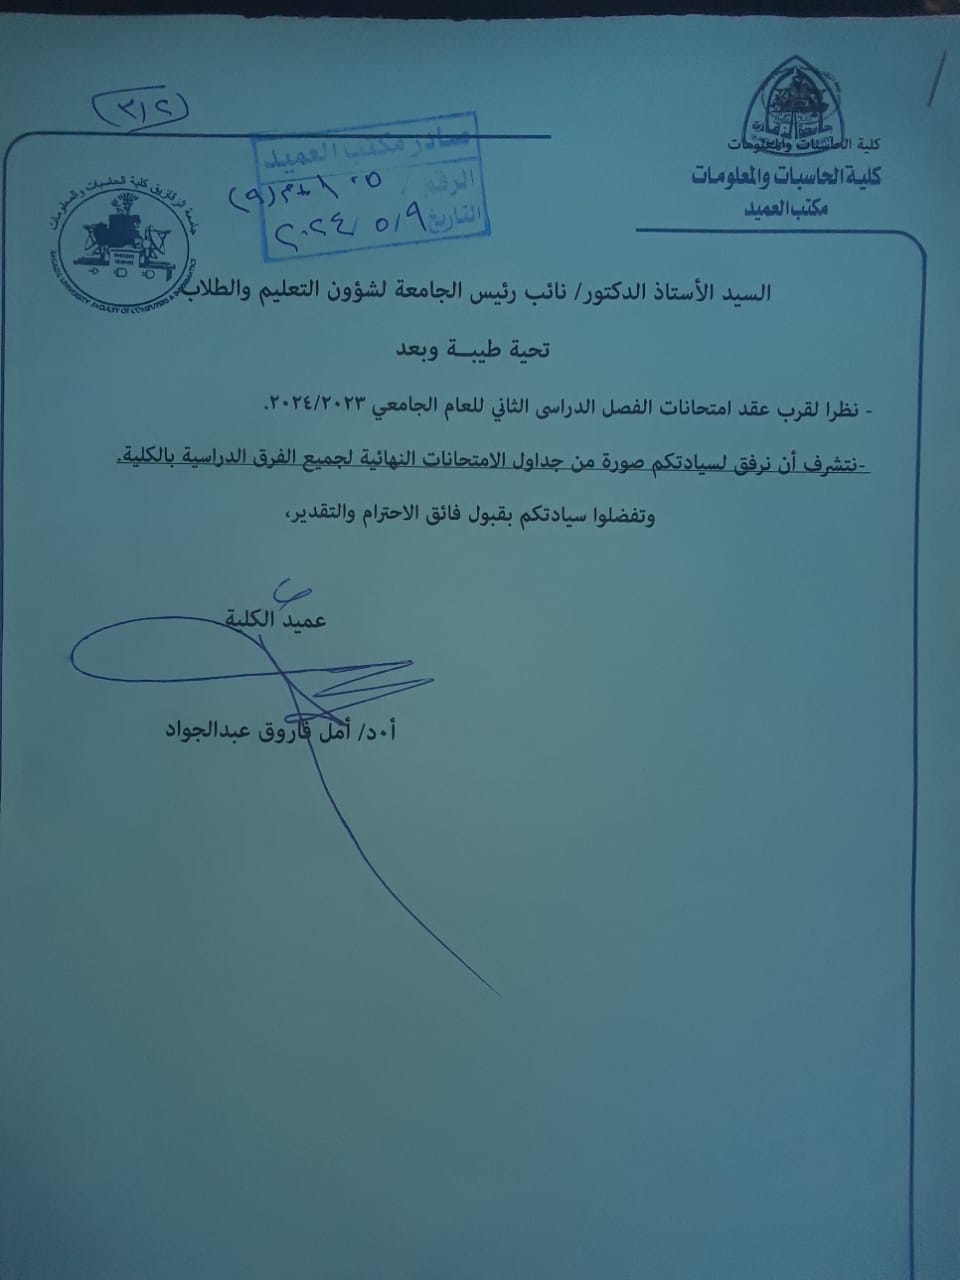 (٣/٢)
كلية الحاسبات والمعلومات
كلية الحاسبات والمعلومات
مكتب العميد
صادر مكتب العميد
الرقم
التاريخ ٢٠٢٤/٥/٩
جامعة الزقازيق كلية الحاسبات والمعلومات
ZAGAZIG UNIVERSITY FACULTY OF COMPUTERS & INFORMATICS
السيد الأستاذ الدكتور/ نائب رئيس الجامعة لشؤون التعليم والطلاب
تحية طيبــة وبعد
- نظرا لقرب عقد امتحانات الفصل الدراسى الثاني للعام الجامعي ٢٠٢٤/٢٠٢٣.
-نتشرف أن نرفق لسيادتكم صورة من جداول الامتحانات النهائية لجميع الفرق الدراسية بالكلية.
وتفضلوا سيادتكم بقبول فائق الاحترام والتقدير،
عميد الكلية
أ.د/ أمل فاروق عبدالجواد